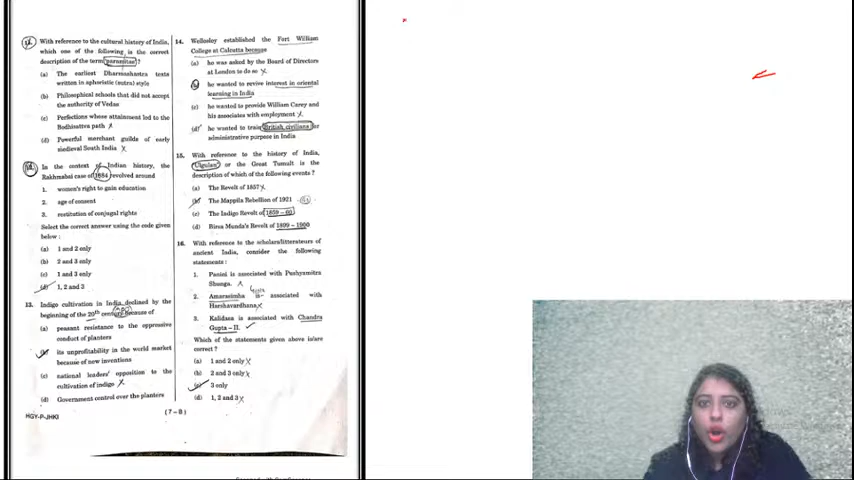 11. With reference to the cultural history of India,
which one of the following is the correct
description of the term 'paramitas'?
(a) The earliest Dharmashastra texts
written in aphoristic (sutra) style
(b) Philosophical schools that did not accept
the authority of Vedas
(c) Perfections whose attainment led to the
Bodhisattva path
(d) Powerful merchant guilds of early
medieval South India
12. In the context of Indian history, the
Rakhmabai case of 1884 revolved around
1. women's right to gain education
2. age of consent
3. restitution of conjugal rights
Select the correct answer using the code given
below :
(a) 1 and 2 only
(b) 2 and 3 only
(c) 1 and 3 only
(d) 1, 2 and 3
13. Indigo cultivation in India declined by the
beginning of the 20th century because of
(a) peasant resistance to the oppressive
conduct of planters
(b) its unprofitability in the world market
because of new inventions
(c) national leaders' opposition to the
cultivation of indigo
(d) Government control over the planters
HGY-P-JHKI
( 7 – B )
14. Wellesley established the Fort William
College at Calcutta because
(a) he was asked by the Board of Directors
at London to do so
(b) he wanted to revive interest in oriental
learning in India
(c) he wanted to provide William Carey and
his associates with employment
(d) he wanted to train British civilians for
administrative purpose in India
15. With reference to the history of India,
'Ulgulan' or the Great Tumult is the
description of which of the following events ?
(a) The Revolt of 1857
(b) The Mappila Rebellion of 1921
(c) The Indigo Revolt of 1859 – 60
(d) Birsa Munda's Revolt of 1899 – 1900
16. With reference to the scholars/litterateurs of
ancient India, consider the following
statements :
1. Panini is associated with Pushyamitra
Shunga.
2. Amarasimha is associated with
Harshavardhana.
3. Kalidasa is associated with Chandra
Gupta – II.
Which of the statements given above is/are
correct ?
(a) 1 and 2 only
(b) 2 and 3 only
(c) 3 only
(d) 1, 2 and 3